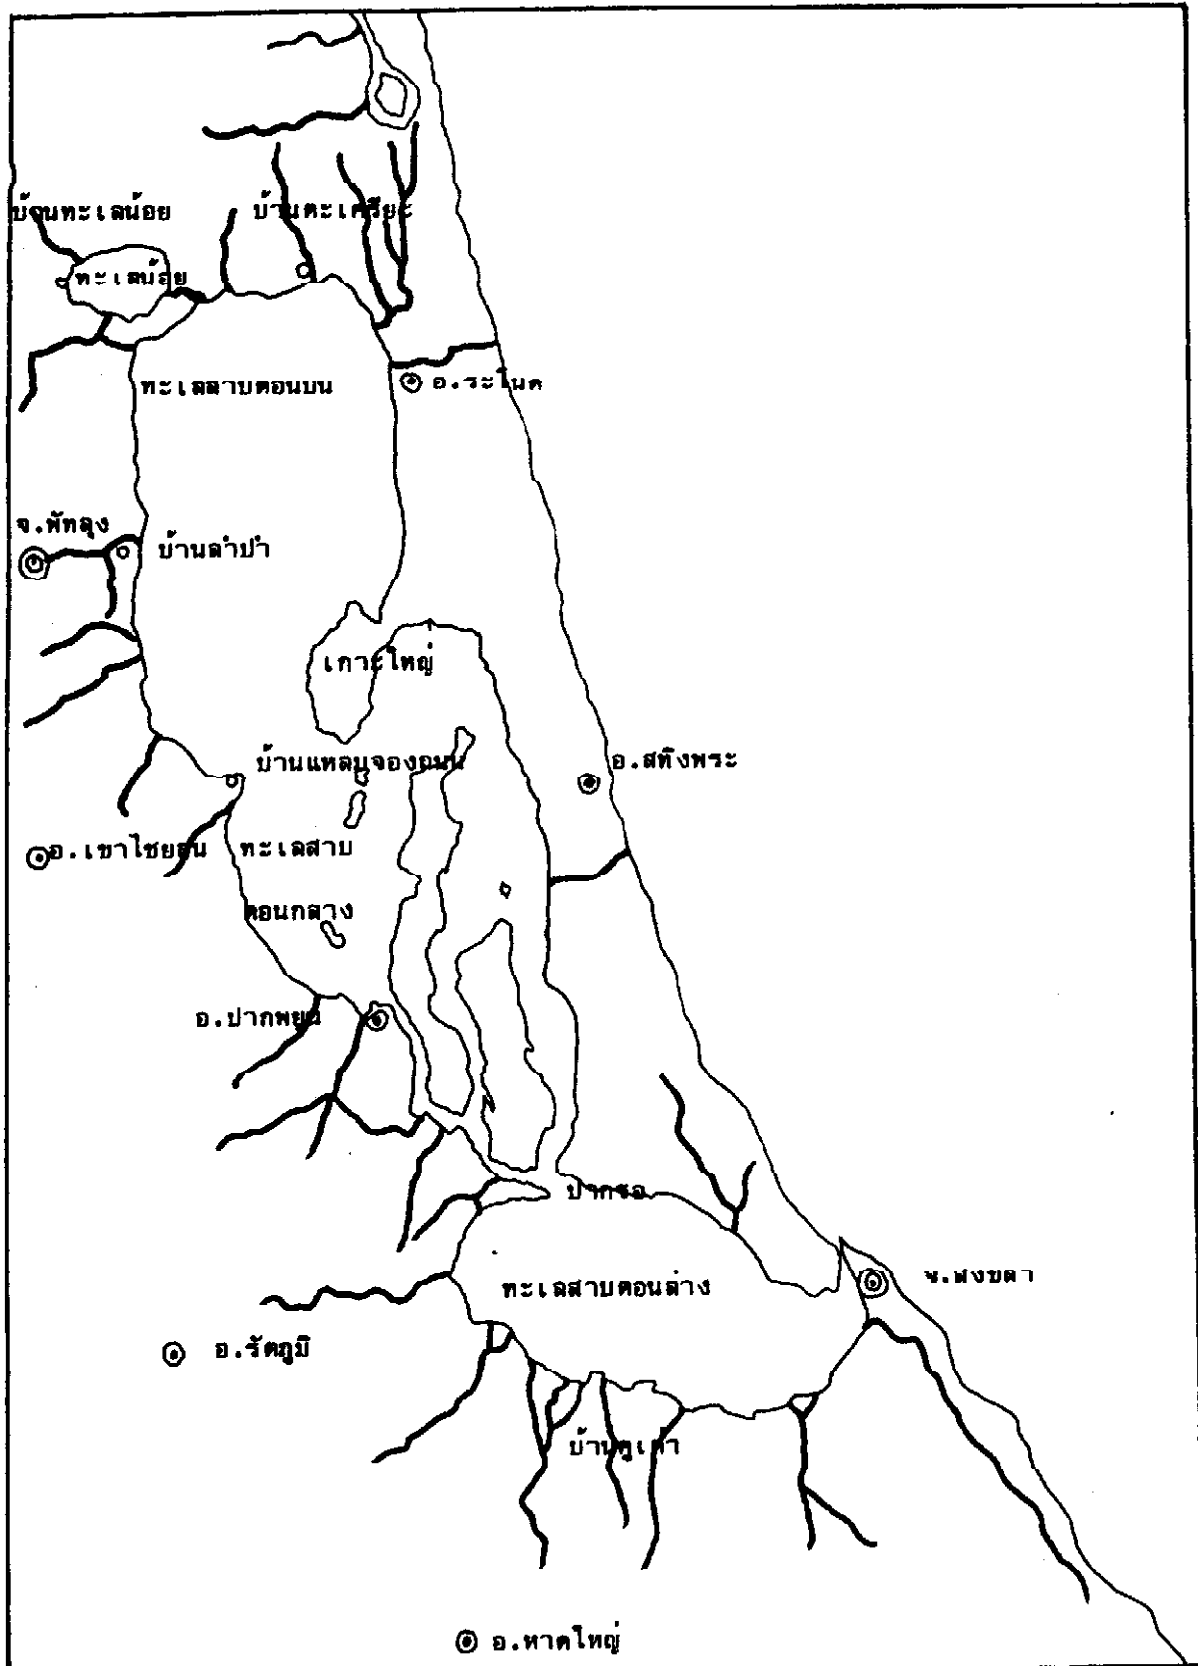 บ้านทะเลน้อย
บ้านตะเครียะ
ทะเลน้อย
ทะเลสาบตอนบน
อ.ระโนด
จ.พัทลุง
บ้านลำปำ
เกาะใหญ่
บ้านแหลมจองถนน
อ.สทิงพระ
อ.เขาไชยสน
ทะเลสาบ
ตอนกลาง
อ.ปากพยูน
ปากรอ
ทะเลสาบตอนล่าง
จ.สงขลา
อ.รัตภูมิ
บ้านคูเต่า
อ.หาดใหญ่